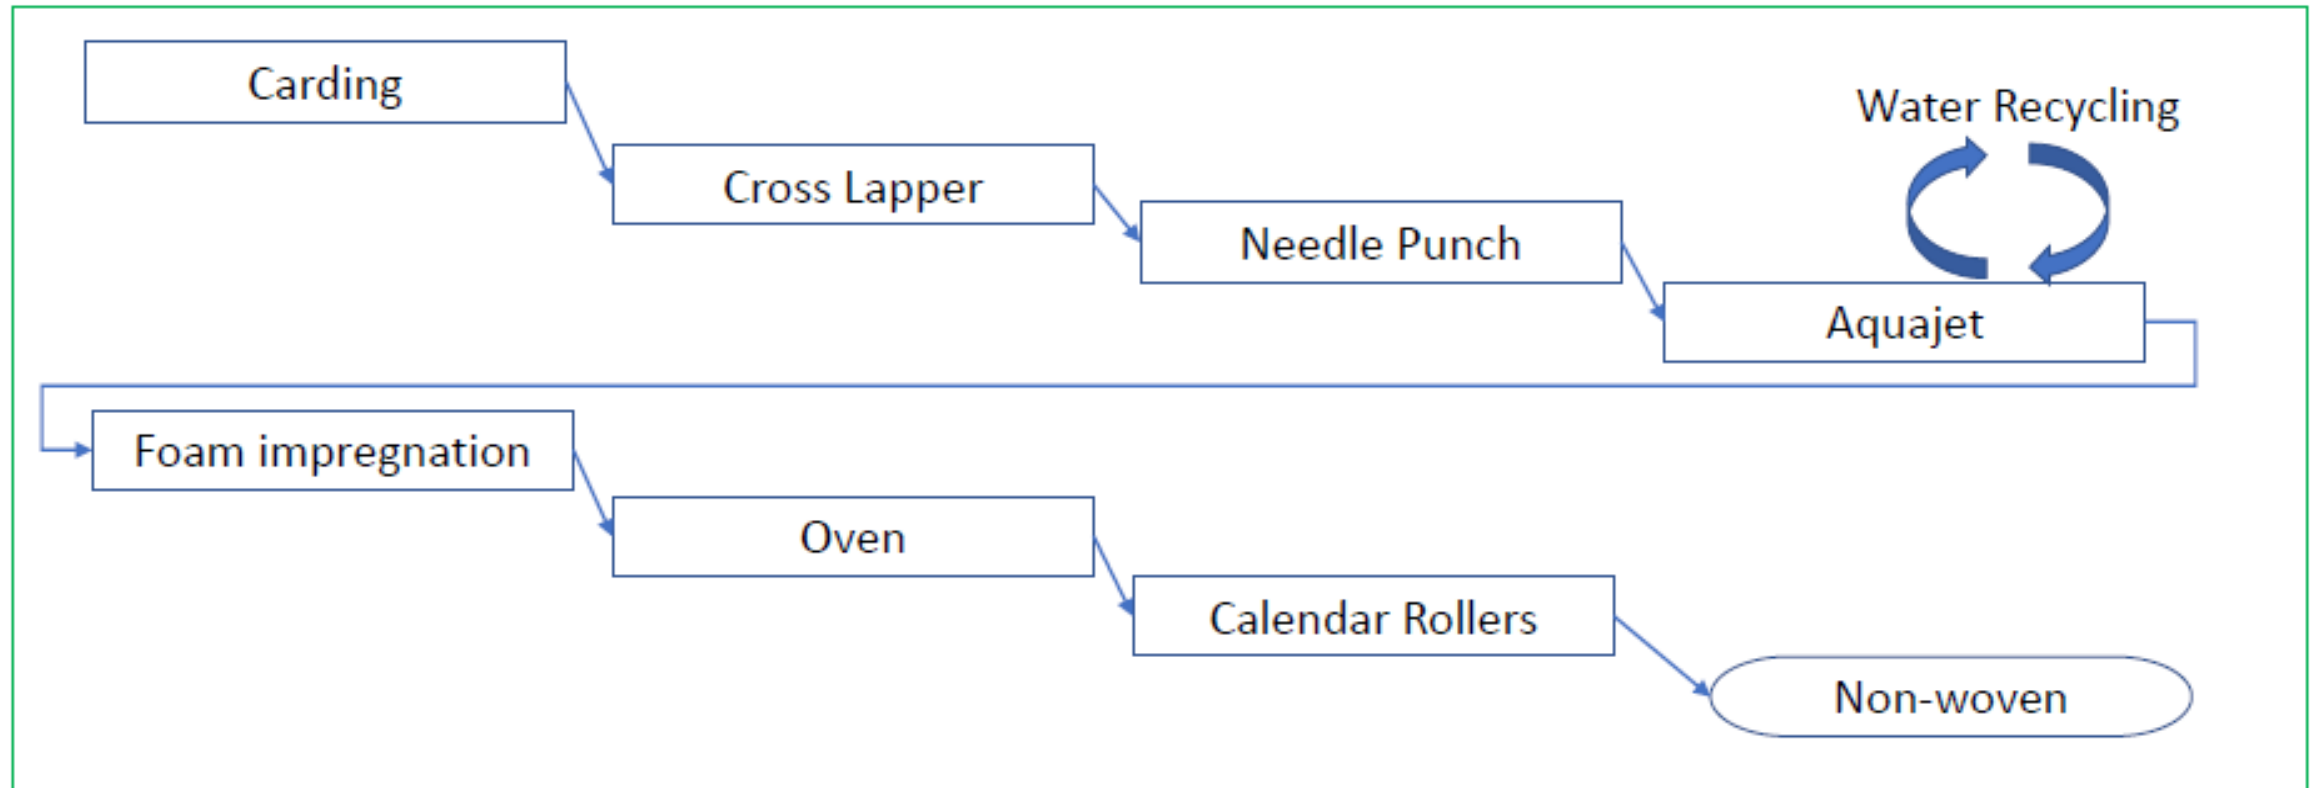 Carding
Water Recycling
Cross Lapper
Needle Punch
Aquajet
Foam impregnation
Oven
Calendar Rollers
Non-woven